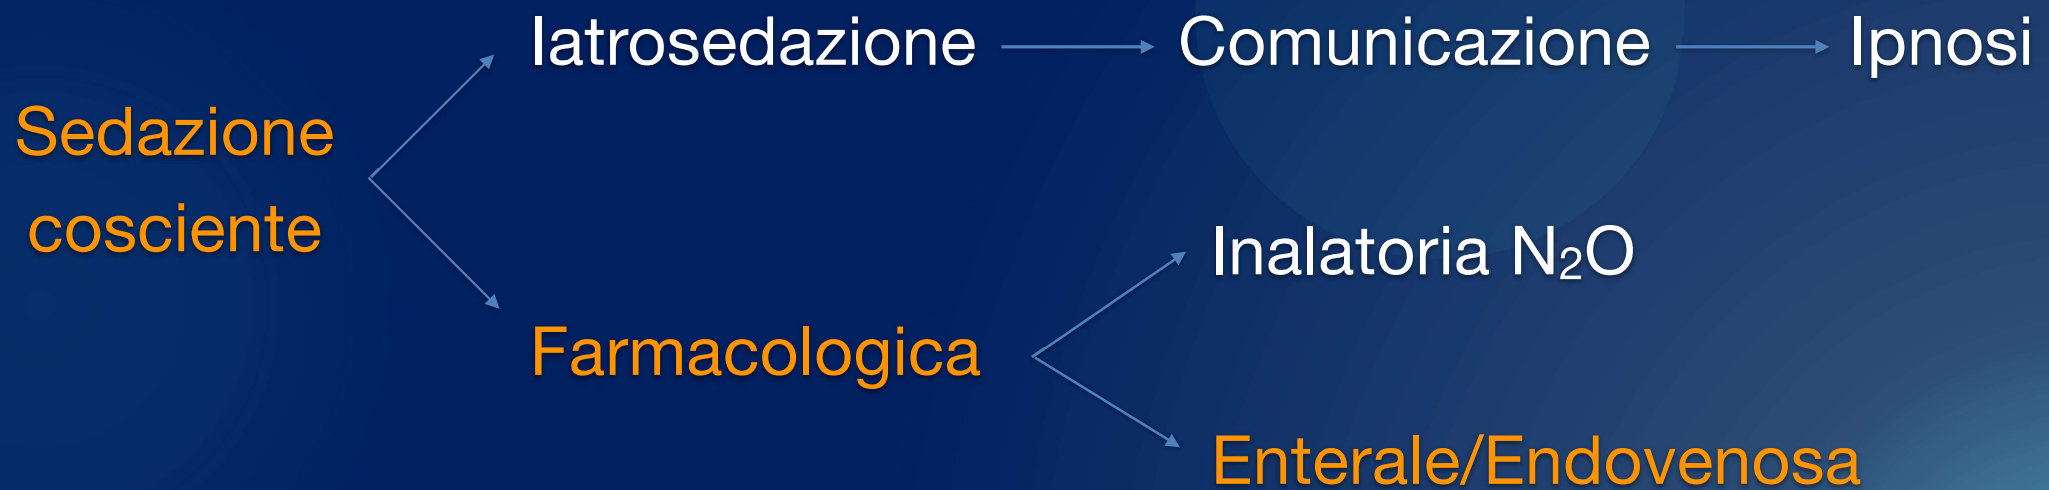 Iatrosedazione
Comunicazione
Ipnosi
Sedazione
cosciente
Inalatoria N₂O
Farmacologica
Enterale/Endovenosa